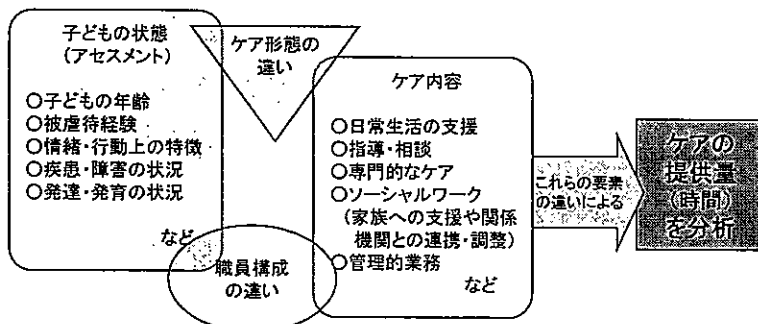 子どもの状態
(アセスメント)
○子どもの年齢
○被虐待経験
○情緒・行動上の特徴
○疾患・障害の状況
○発達・発育の状況
など
ケア形態の
違い
職員構成
の違い
ケア内容
○日常生活の支援
○指導・相談
○専門的なケア
○ソーシャルワーク
(家族への支援や関係
機関との連携・調整)
○管理的業務
など
これらの要素
の違いによる
ケアの
提供量
(時間)
を分析